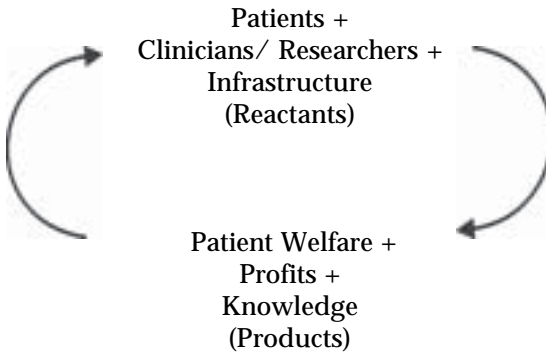 Patients +
Clinicians/ Researchers +
Infrastructure
(Reactants)
Patient Welfare +
Profits +
Knowledge
(Products)